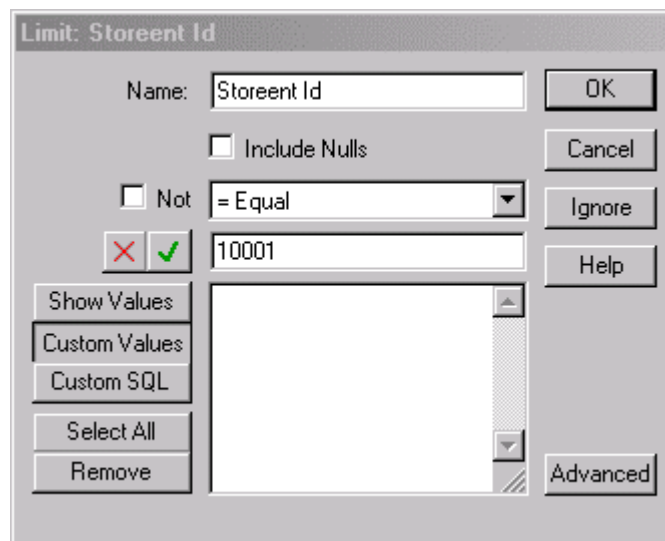 Limit: Storeent Id
Name: Storeent Id OK
Include Nulls Cancel
Not = Equal Ignore
10001
Help
Show Values
Custom Values
Custom SQL
Select All
Remove Advanced